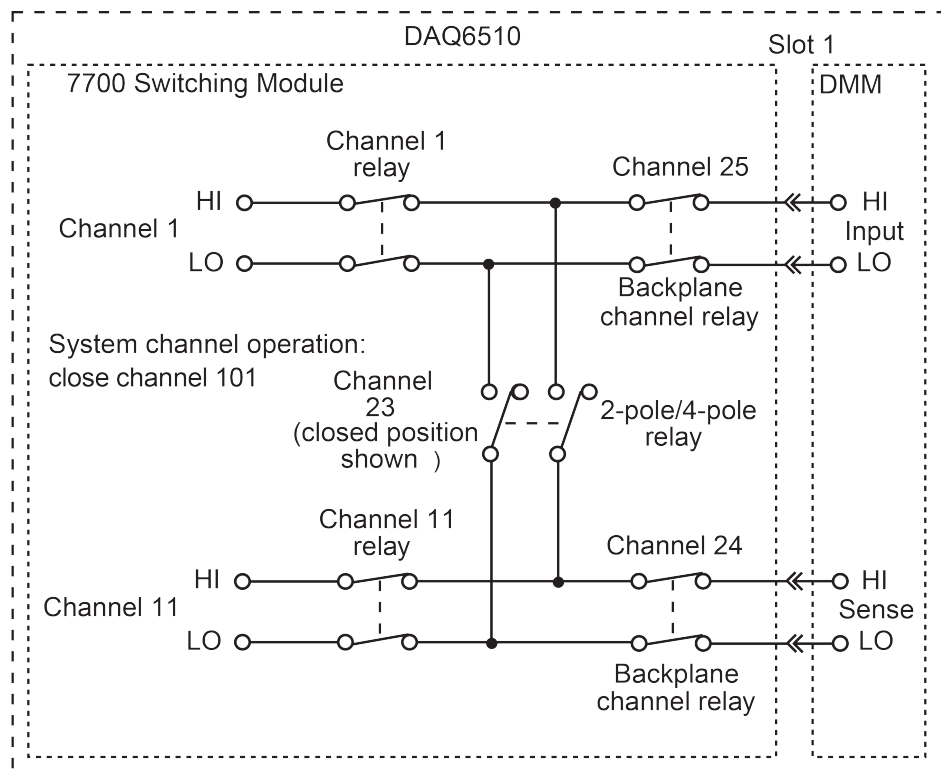 DAQ6510
Slot 1
7700 Switching Module
DMM
Channel 1
relay
Channel 25
HI
HI
Channel 1
Input
LO
LO
Backplane
channel relay
System channel operation:
close channel 101
Channel
23
(closed position
shown )
2-pole/4-pole
relay
Channel 11
relay
Channel 24
HI
HI
Channel 11
Sense
LO
LO
Backplane
channel relay